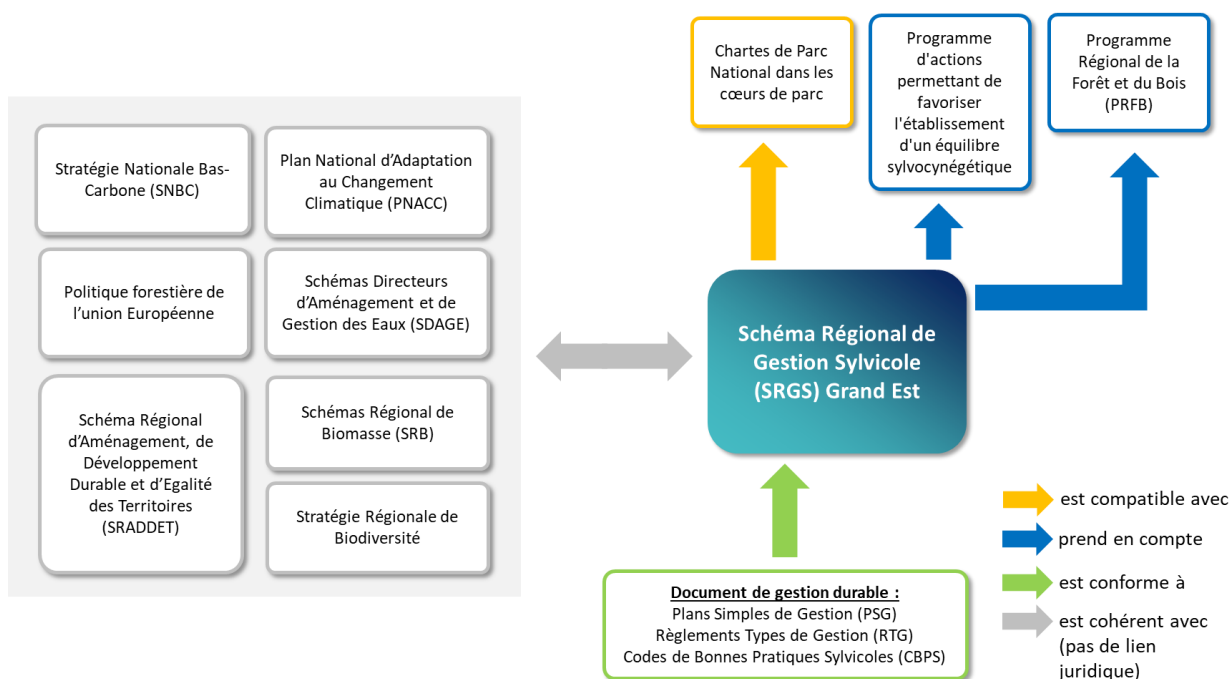 Stratégie Nationale Bas-
Carbone (SNBC)
Plan National d’Adaptation
au Changement
Climatique (PNACC)
Politique forestière de
l’union Européenne
Schémas Directeurs
d’Aménagement et de
Gestion des Eaux (SDAGE)
Schéma Régional
d’Aménagement, de
Développement
Durable et d’Egalité
des Territoires
(SRADDET)
Schémas Régional de
Biomasse (SRB)
Stratégie Régionale de
Biodiversité
Chartes de Parc
National dans les
cœurs de parc
Programme
d'actions
permettant de
favoriser
l'établissement
d'un équilibre
sylvocynégétique
Programme
Régional de la
Forêt et du Bois
(PRFB)
Schéma Régional de
Gestion Sylvicole
(SRGS) Grand Est
Document de gestion durable :
Plans Simples de Gestion (PSG)
Règlements Types de Gestion (RTG)
Codes de Bonnes Pratiques Sylvicoles (CBPS)
est compatible avec
prend en compte
est conforme à
est cohérent avec
(pas de lien
juridique)